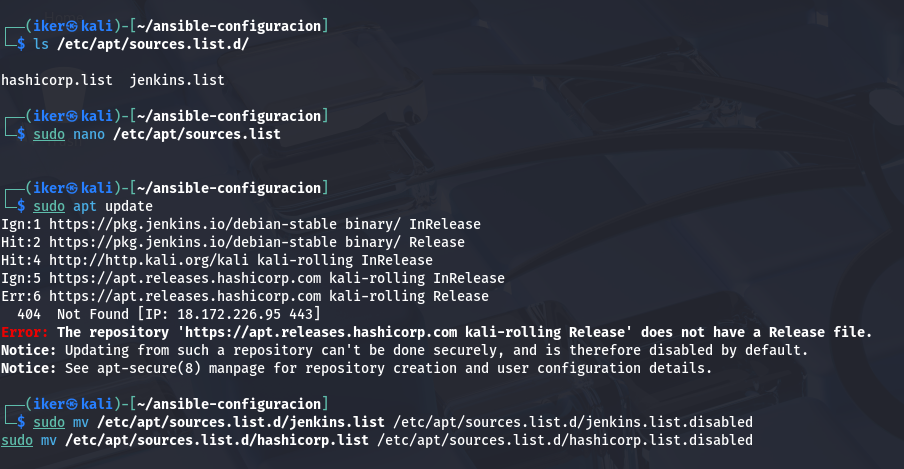 ┌──(iker㉿kali)-[~/ansible-configuracion]
└─$ ls /etc/apt/sources.list.d/
hashicorp.list  jenkins.list
┌──(iker㉿kali)-[~/ansible-configuracion]
└─$ sudo nano /etc/apt/sources.list
┌──(iker㉿kali)-[~/ansible-configuracion]
└─$ sudo apt update
Ign:1 https://pkg.jenkins.io/debian-stable binary/ InRelease
Hit:2 https://pkg.jenkins.io/debian-stable binary/ Release
Hit:4 http://http.kali.org/kali kali-rolling InRelease
Ign:5 https://apt.releases.hashicorp.com kali-rolling InRelease
Err:6 https://apt.releases.hashicorp.com kali-rolling Release
  404  Not Found [IP: 18.172.226.95 443]
Error: The repository 'https://apt.releases.hashicorp.com kali-rolling Release' does not have a Release file.
Notice: Updating from such a repository can't be done securely, and is therefore disabled by default.
Notice: See apt-secure(8) manpage for repository creation and user configuration details.
┌──(iker㉿kali)-[~/ansible-configuracion]
└─$ sudo mv /etc/apt/sources.list.d/jenkins.list /etc/apt/sources.list.d/jenkins.list.disabled
sudo mv /etc/apt/sources.list.d/hashicorp.list /etc/apt/sources.list.d/hashicorp.list.disabled